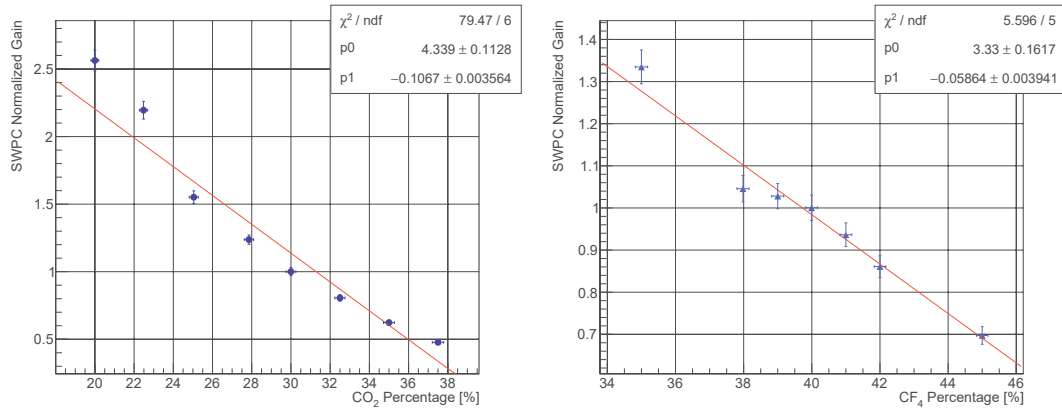 χ² / ndf 79.47 / 6
p0 4.339 ± 0.1128
p1 −0.1067 ± 0.003564
SWPC Normalized Gain
2.5
2
1.5
1
0.5
20 22 24 26 28 30 32 34 36 38
CO₂ Percentage [%]
χ² / ndf 5.596 / 5
p0 3.33 ± 0.1617
p1 −0.05864 ± 0.003941
SWPC Normalized Gain
1.4
1.3
1.2
1.1
1
0.9
0.8
0.7
34 36 38 40 42 44 46
CF₄ Percentage [%]